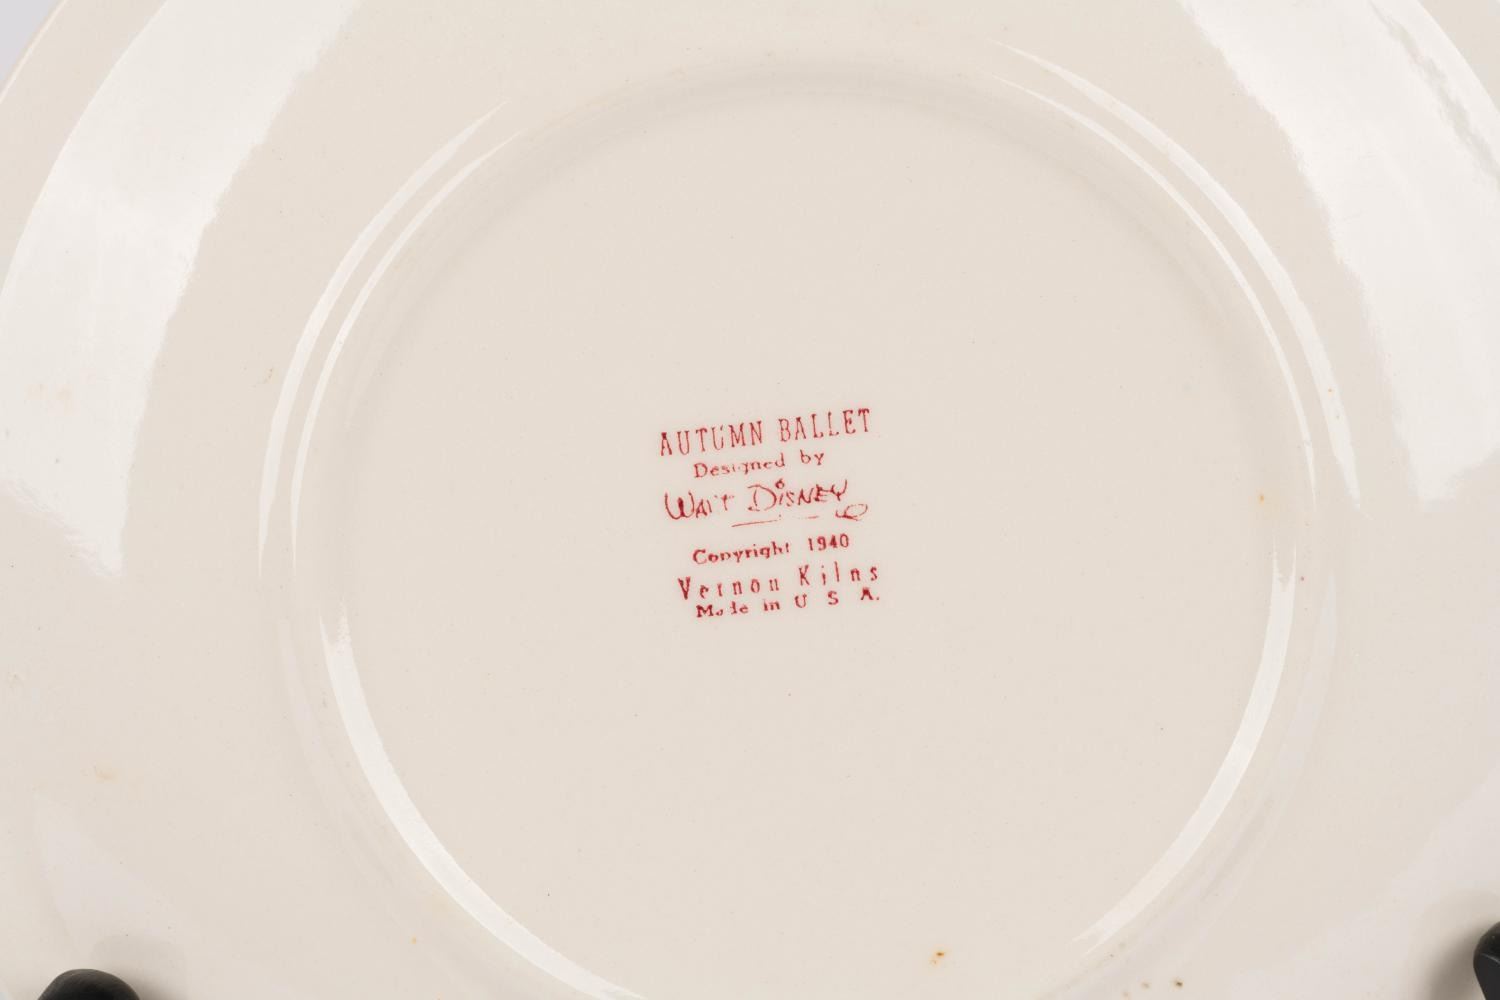 AUTUMN BALLET
Designed by
WALT DISNEY
Copyright 1940
Vernon Kilns
Made in U S A.